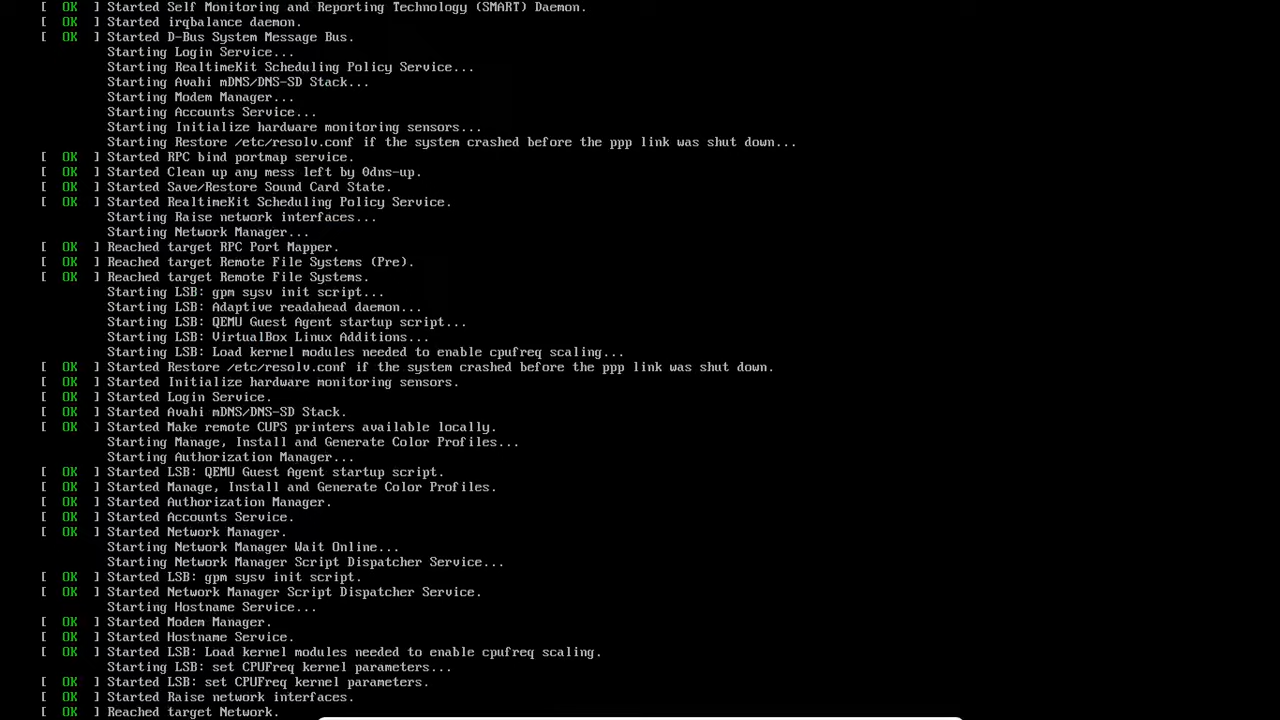 [  OK  ] Started Self Monitoring and Reporting Technology (SMART) Daemon.
[  OK  ] Started irqbalance daemon.
[  OK  ] Started D-Bus System Message Bus.
Starting Login Service...
Starting RealtimeKit Scheduling Policy Service...
Starting Avahi mDNS/DNS-SD Stack...
Starting Modem Manager...
Starting Accounts Service...
Starting Initialize hardware monitoring sensors...
Starting Restore /etc/resolv.conf if the system crashed before the ppp link was shut down...
[  OK  ] Started RPC bind portmap service.
[  OK  ] Started Clean up any mess left by 0dns-up.
[  OK  ] Started Save/Restore Sound Card State.
[  OK  ] Started RealtimeKit Scheduling Policy Service.
Starting Raise network interfaces...
Starting Network Manager...
[  OK  ] Reached target RPC Port Mapper.
[  OK  ] Reached target Remote File Systems (Pre).
[  OK  ] Reached target Remote File Systems.
Starting LSB: gpm sysv init script...
Starting LSB: Adaptive readahead daemon...
Starting LSB: QEMU Guest Agent startup script...
Starting LSB: VirtualBox Linux Additions...
Starting LSB: Load kernel modules needed to enable cpufreq scaling...
[  OK  ] Started Restore /etc/resolv.conf if the system crashed before the ppp link was shut down.
[  OK  ] Started Initialize hardware monitoring sensors.
[  OK  ] Started Login Service.
[  OK  ] Started Avahi mDNS/DNS-SD Stack.
[  OK  ] Started Make remote CUPS printers available locally.
Starting Manage, Install and Generate Color Profiles...
Starting Authorization Manager...
[  OK  ] Started LSB: QEMU Guest Agent startup script.
[  OK  ] Started Manage, Install and Generate Color Profiles.
[  OK  ] Started Authorization Manager.
[  OK  ] Started Accounts Service.
[  OK  ] Started Network Manager.
Starting Network Manager Wait Online...
Starting Network Manager Script Dispatcher Service...
[  OK  ] Started LSB: gpm sysv init script.
[  OK  ] Started Network Manager Script Dispatcher Service.
Starting Hostname Service...
[  OK  ] Started Modem Manager.
[  OK  ] Started Hostname Service.
[  OK  ] Started LSB: Load kernel modules needed to enable cpufreq scaling.
Starting LSB: set CPUFreq kernel parameters...
[  OK  ] Started LSB: set CPUFreq kernel parameters.
[  OK  ] Started Raise network interfaces.
[  OK  ] Reached target Network.